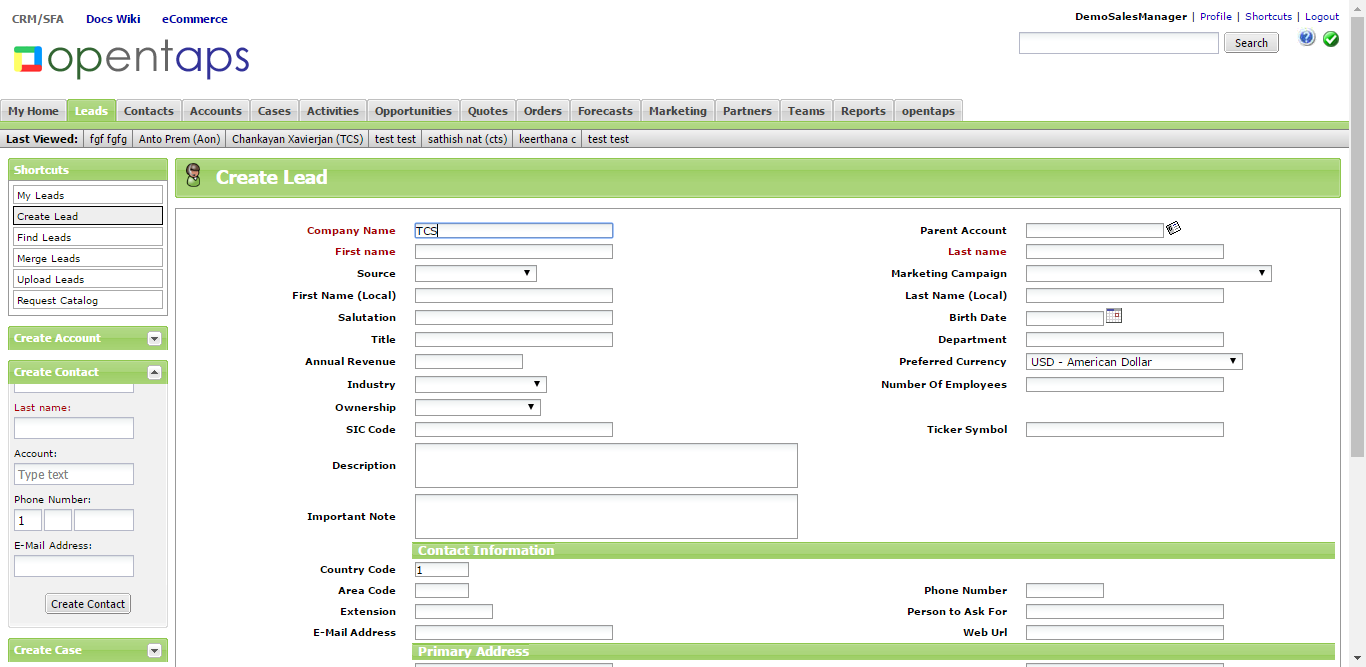 CRM/SFA Docs Wiki eCommerce
DemoSalesManager | Profile | Shortcuts | Logout
opentaps
Search
My Home Leads Contacts Accounts Cases Activities Opportunities Quotes Orders Forecasts Marketing Partners Teams Reports opentaps
Last Viewed: fgf fgfg Anto Prem (Aon) Chankayan Xavierjan (TCS) test test sathish nat (cts) keerthana c test test
Shortcuts
My Leads
Create Lead
Find Leads
Merge Leads
Upload Leads
Request Catalog
Create Account
Create Contact
Last name:
Account:
Type text
Phone Number:
1
E-Mail Address:
Create Contact
Create Case
Create Lead
Company Name TCS Parent Account
First name Last name
Source Marketing Campaign
First Name (Local) Last Name (Local)
Salutation Birth Date
Title Department
Annual Revenue Preferred Currency USD - American Dollar
Industry Number Of Employees
Ownership
SIC Code Ticker Symbol
Description
Important Note
Contact Information
Country Code 1
Area Code Phone Number
Extension Person to Ask For
E-Mail Address Web Url
Primary Address